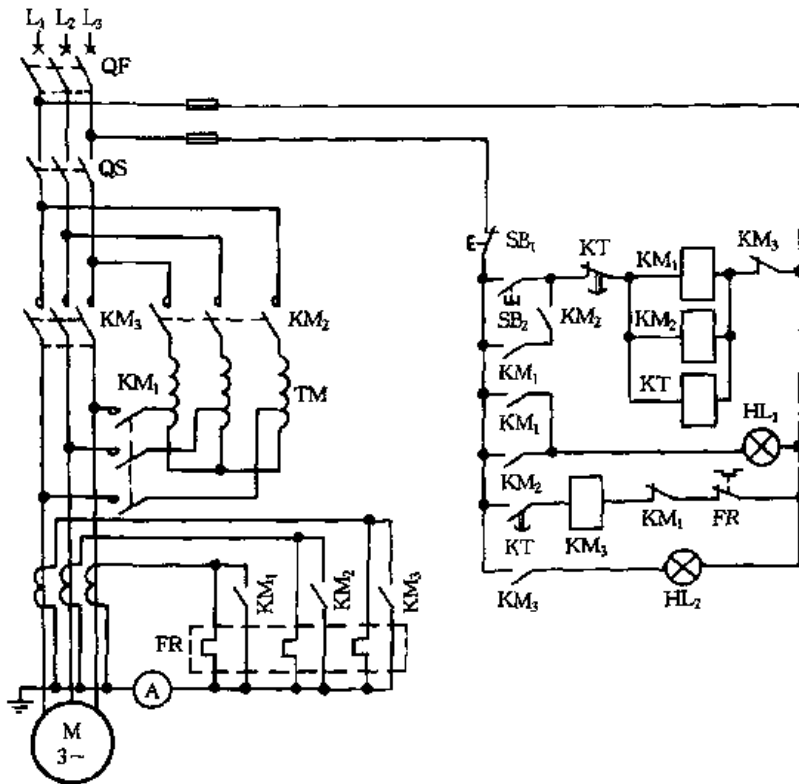 L₁ L₂ L₃
QF
QS
SB₁
KT
KM₁
KM₃
SB₂
KM₂
KM₂
KM₁
KT
KM₃
KM₂
KM₁
TM
KM₁
HL₁
KM₂
KT
KM₃
KM₁
FR
KM₃
HL₂
KM₁
KM₂
KM₃
FR
A
M
3~